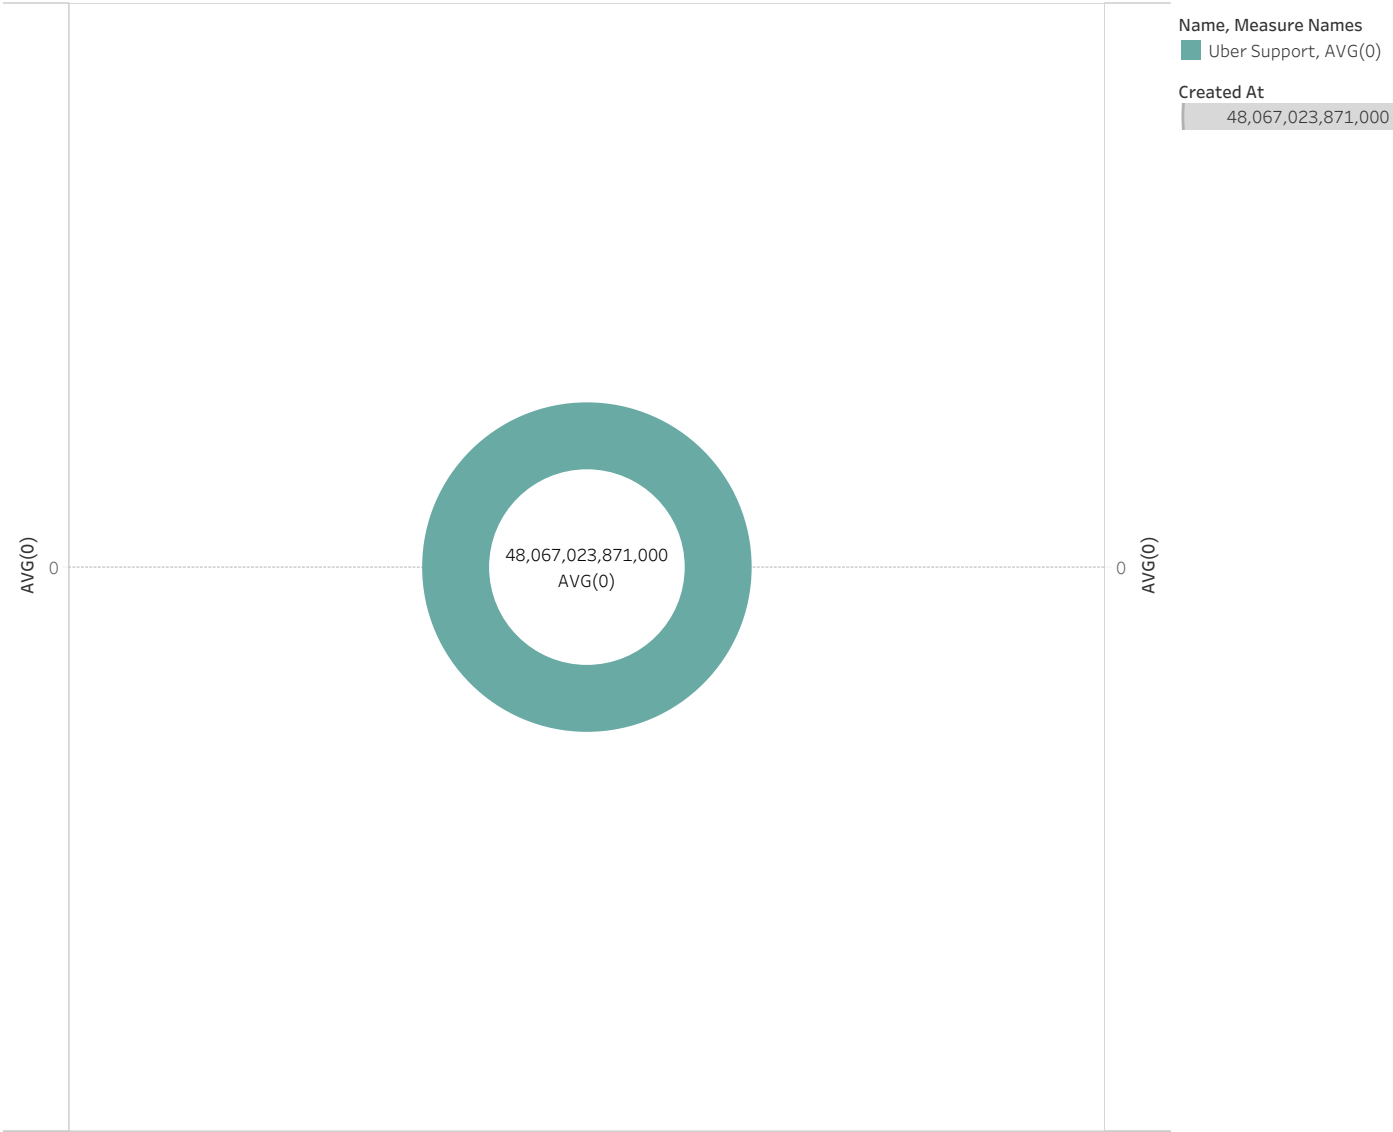 Name, Measure Names
Uber Support, AVG(0)
Created At
48,067,023,871,000
48,067,023,871,000
AVG(0)
AVG(0)
0
0
AVG(0)